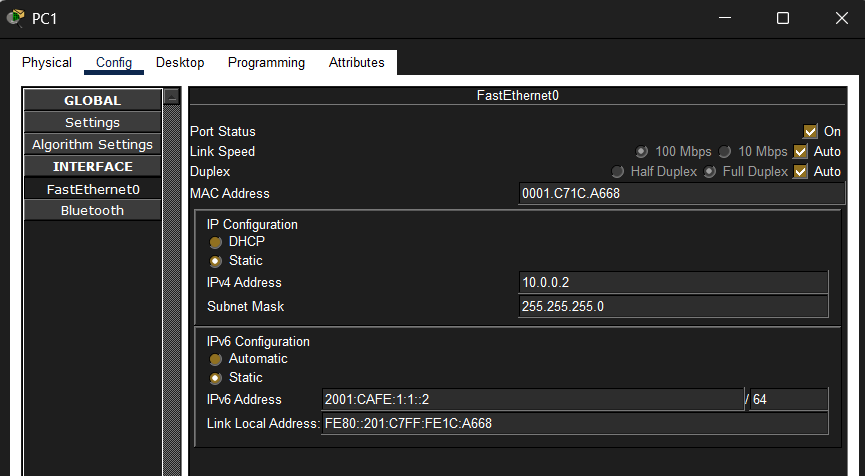 PC1
Physical Config Desktop Programming Attributes
GLOBAL
Settings
Algorithm Settings
INTERFACE
FastEthernet0
Bluetooth
FastEthernet0
Port Status On
Link Speed 100 Mbps 10 Mbps Auto
Duplex Half Duplex Full Duplex Auto
MAC Address 0001.C71C.A668
IP Configuration
DHCP
Static
IPv4 Address 10.0.0.2
Subnet Mask 255.255.255.0
IPv6 Configuration
Automatic
Static
IPv6 Address 2001:CAFE:1:1::2 / 64
Link Local Address: FE80::201:C7FF:FE1C:A668